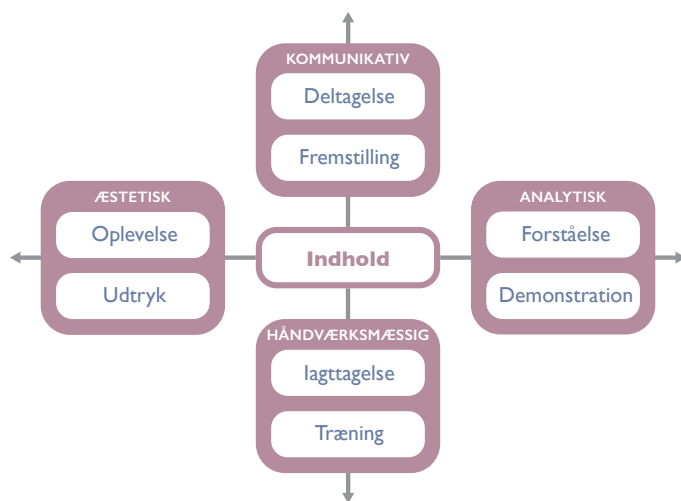 KOMMUNIKATIV
Deltagelse
Fremstilling
ÆSTETISK
Oplevelse
Udtryk
Indhold
ANALYTISK
Forståelse
Demonstration
HÅNDVÆRKSMÆSSIG
Iagttagelse
Træning